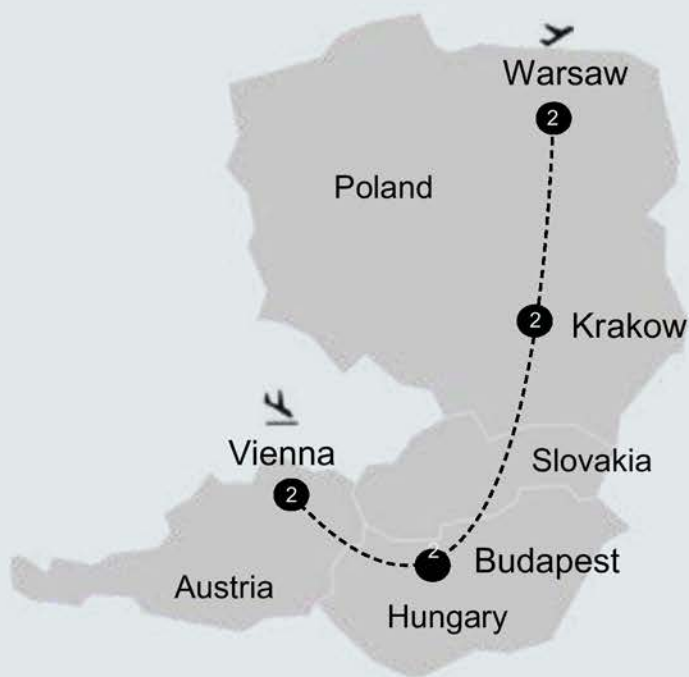 Warsaw
2
Poland
2
Krakow
Vienna
Slovakia
2
2
Budapest
Austria
Hungary